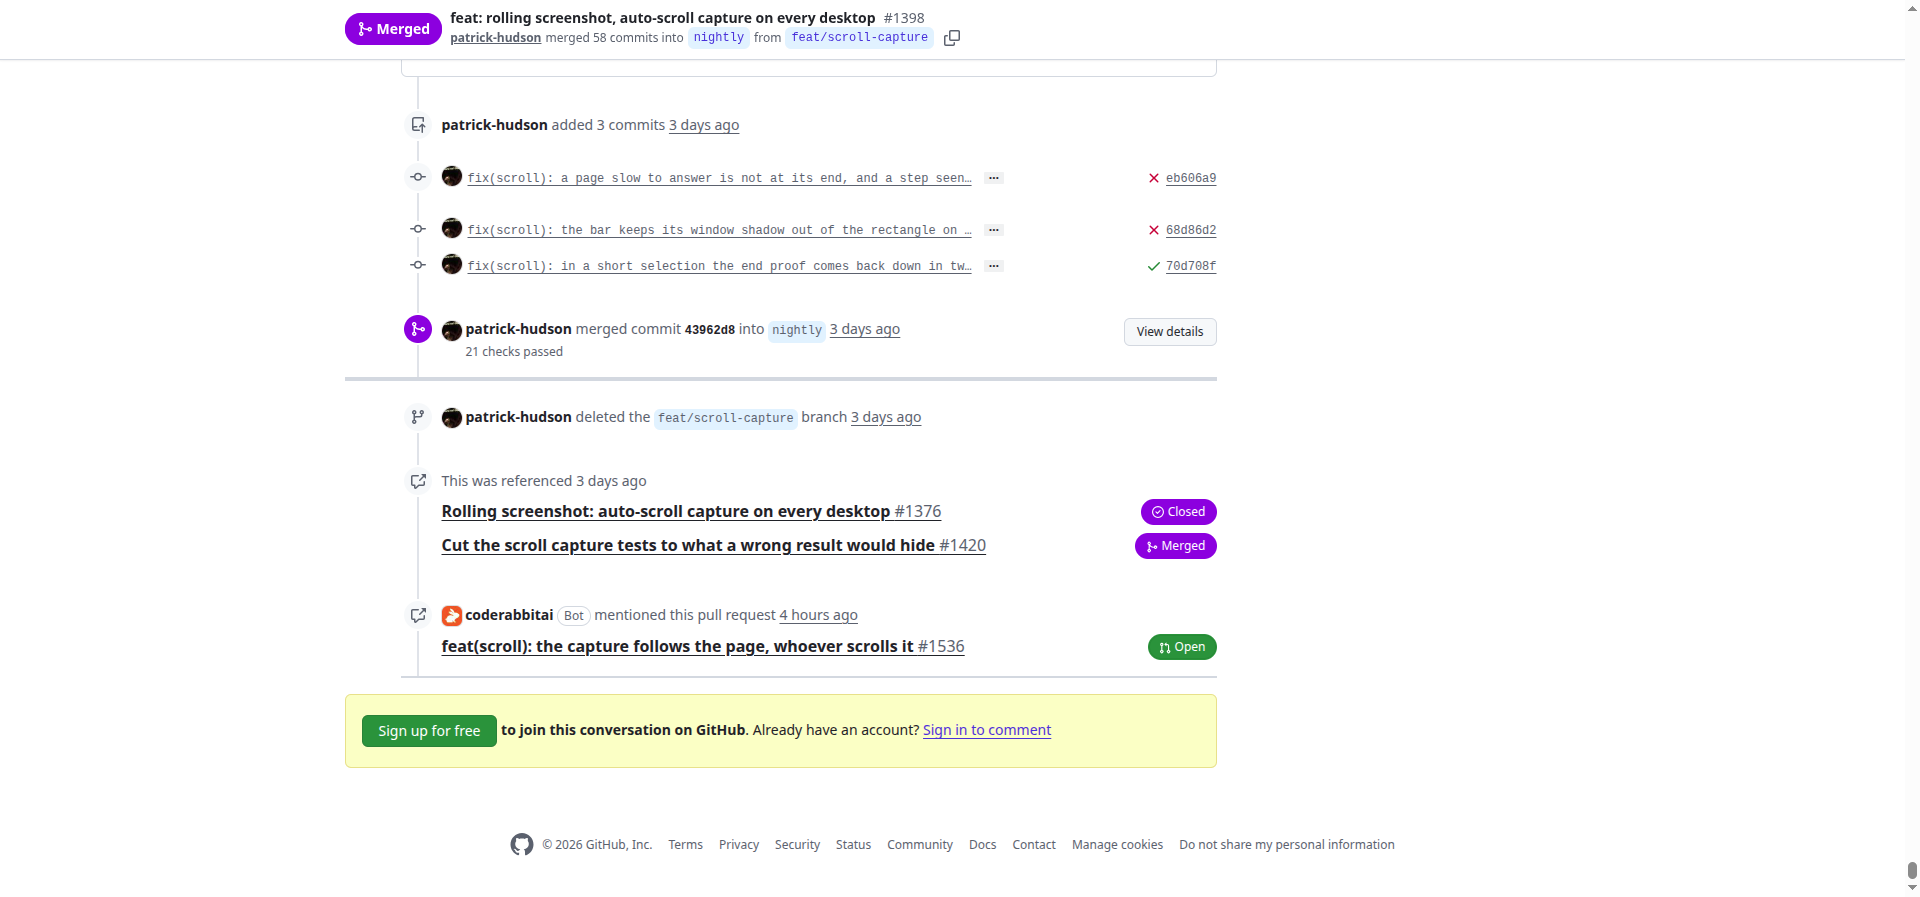 Merged
feat: rolling screenshot, auto-scroll capture on every desktop #1398
patrick-hudson merged 58 commits into nightly from feat/scroll-capture
patrick-hudson added 3 commits 3 days ago
fix(scroll): a page slow to answer is not at its end, and a step seen… … eb606a9
fix(scroll): the bar keeps its window shadow out of the rectangle on … … 68d86d2
fix(scroll): in a short selection the end proof comes back down in tw… … 70d708f
patrick-hudson merged commit 43962d8 into nightly 3 days ago
View details
21 checks passed
patrick-hudson deleted the feat/scroll-capture branch 3 days ago
This was referenced 3 days ago
Rolling screenshot: auto-scroll capture on every desktop #1376 Closed
Cut the scroll capture tests to what a wrong result would hide #1420 Merged
coderabbitai Bot mentioned this pull request 4 hours ago
feat(scroll): the capture follows the page, whoever scrolls it #1536 Open
Sign up for free to join this conversation on GitHub. Already have an account? Sign in to comment
© 2026 GitHub, Inc. Terms Privacy Security Status Community Docs Contact Manage cookies Do not share my personal information